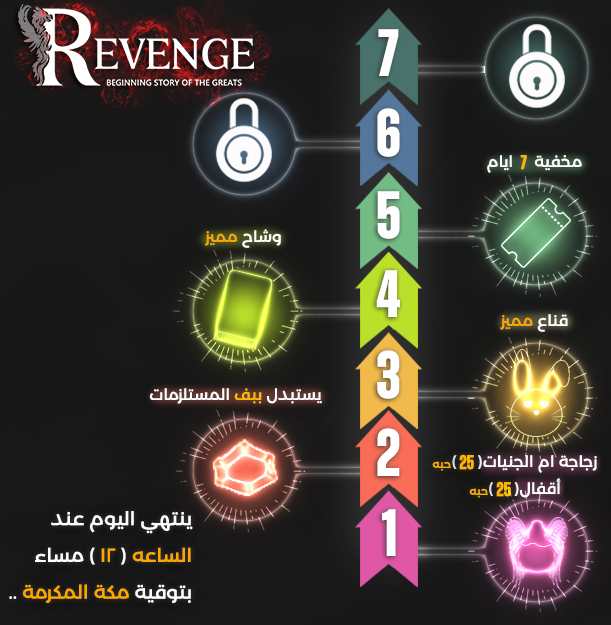 REVENGE
BEGINNING STORY OF THE GREATS
7
6
مخفية 7 ايام
5
وشاح مميز
4
قناع مميز
3
يستبدل ببف المستلزمات
2
زجاجة ام الجنيات( 25 )حبه
أقفال( 25 )حبه
1
ينتهي اليوم عند
الساعه ( ١٢ ) مساء
بتوقية مكة المكرمة ..